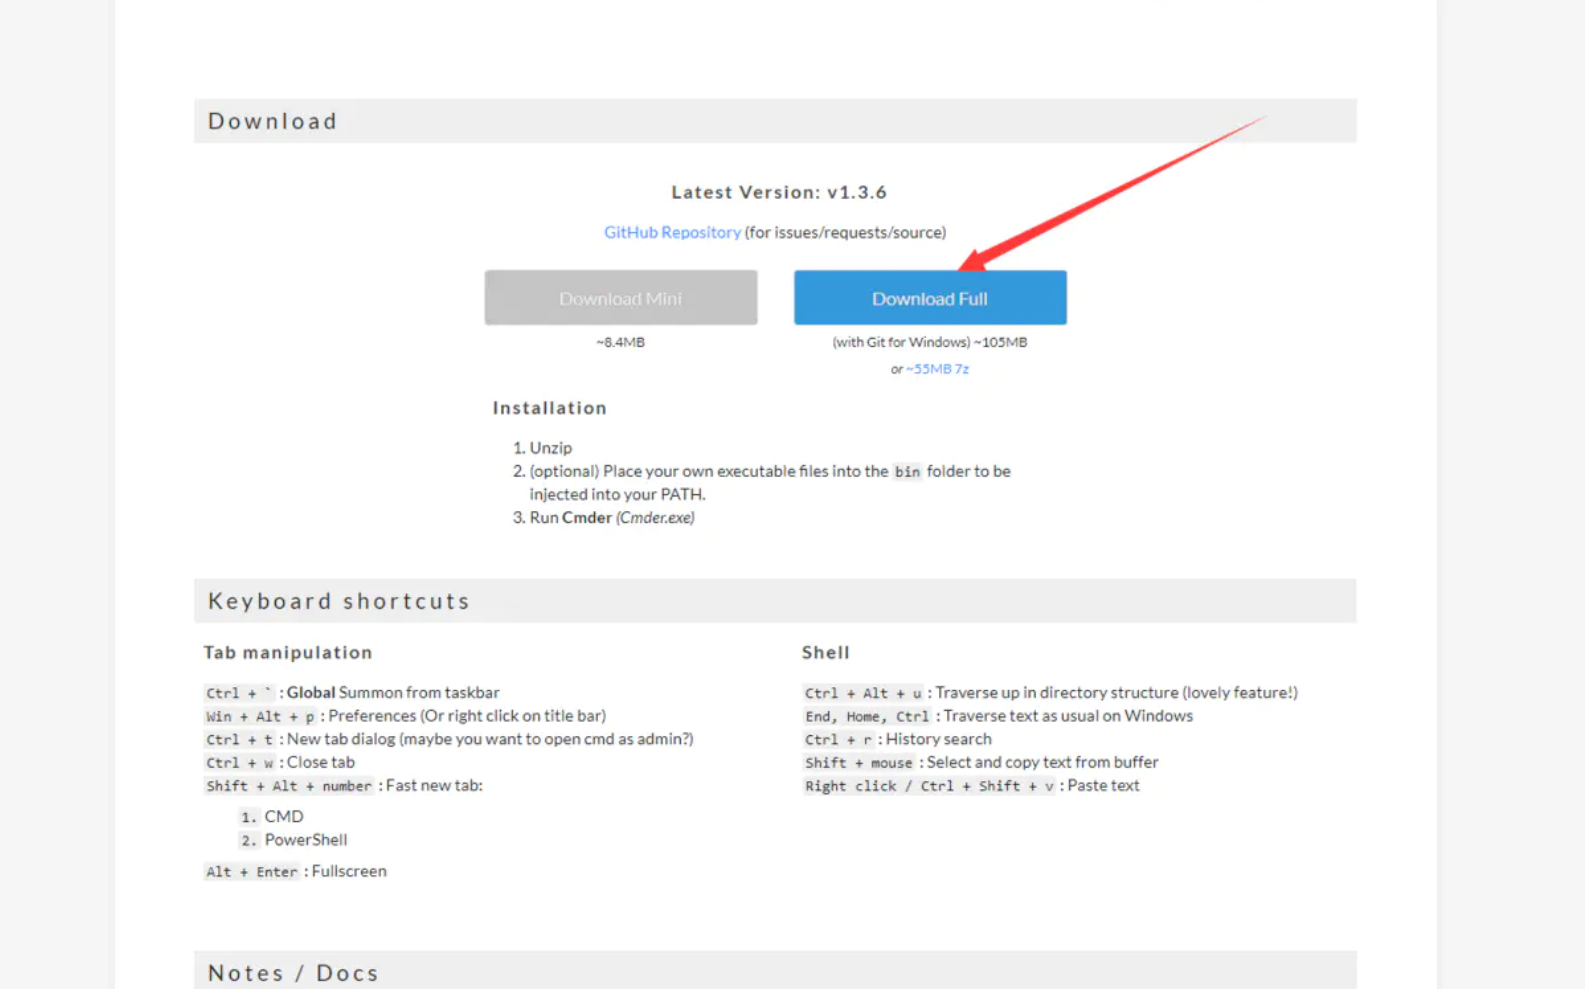 Download
Latest Version: v1.3.6
GitHub Repository (for issues/requests/source)
Download Mini
Download Full
~8.4MB
(with Git for Windows) ~105MB
or ~55MB 7z
Installation
1. Unzip
2. (optional) Place your own executable files into the bin folder to be
injected into your PATH.
3. Run Cmder (Cmder.exe)
Keyboard shortcuts
Tab manipulation
Ctrl + ` : Global Summon from taskbar
Win + Alt + p : Preferences (Or right click on title bar)
Ctrl + t : New tab dialog (maybe you want to open cmd as admin?)
Ctrl + w : Close tab
Shift + Alt + number : Fast new tab:
1. CMD
2. PowerShell
Alt + Enter : Fullscreen
Shell
Ctrl + Alt + u : Traverse up in directory structure (lovely feature!)
End, Home, Ctrl : Traverse text as usual on Windows
Ctrl + r : History search
Shift + mouse : Select and copy text from buffer
Right click / Ctrl + Shift + v : Paste text
Notes / Docs